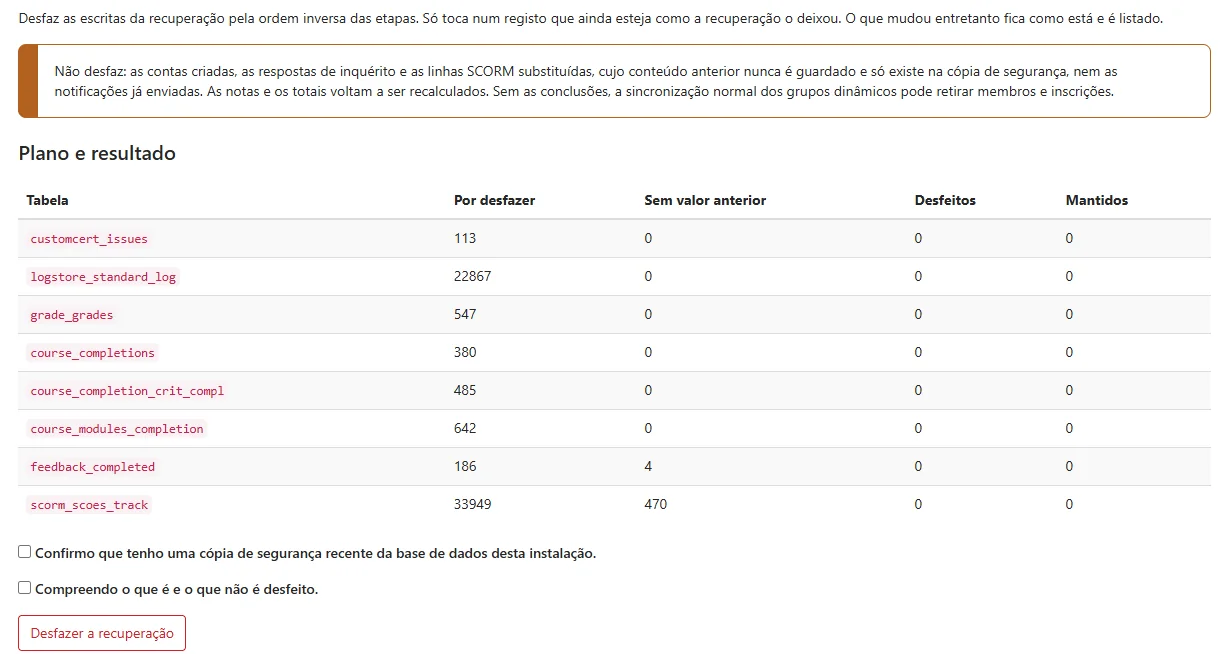 Desfaz as escritas da recuperação pela ordem inversa das etapas. Só toca num registo que ainda esteja como a recuperação o deixou. O que mudou entretanto fica como está e é listado.
Não desfaz: as contas criadas, as respostas de inquérito e as linhas SCORM substituídas, cujo conteúdo anterior nunca é guardado e só existe na cópia de segurança, nem as
notificações já enviadas. As notas e os totais voltam a ser recalculados. Sem as conclusões, a sincronização normal dos grupos dinâmicos pode retirar membros e inscrições.
Plano e resultado
Tabela Por desfazer Sem valor anterior Desfeitos Mantidos
customcert_issues 113 0 0 0
logstore_standard_log 22867 0 0 0
grade_grades 547 0 0 0
course_completions 380 0 0 0
course_completion_crit_compl 485 0 0 0
course_modules_completion 642 0 0 0
feedback_completed 186 4 0 0
scorm_scoes_track 33949 470 0 0
Confirmo que tenho uma cópia de segurança recente da base de dados desta instalação.
Compreendo o que é e o que não é desfeito.
Desfazer a recuperação